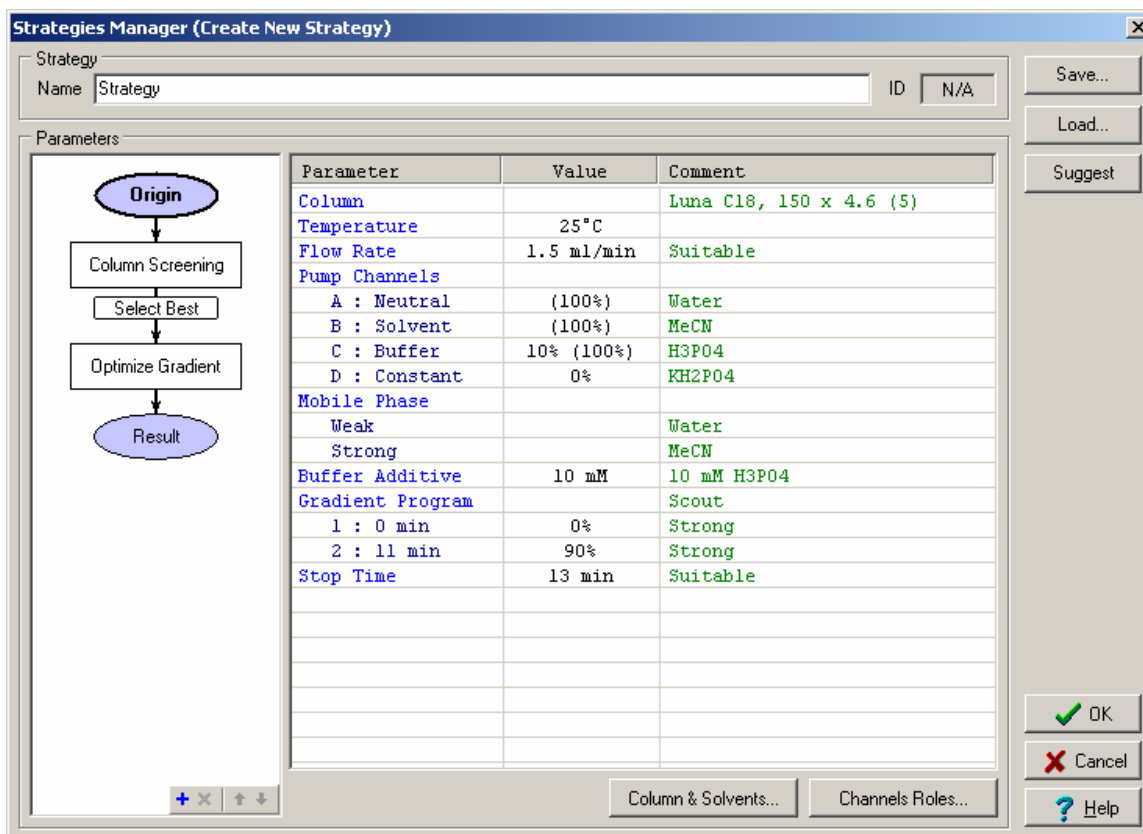 Strategies Manager (Create New Strategy)
Strategy
Name Strategy ID N/A
Save...
Load...
Suggest
Parameters
Origin
Column Screening
Select Best
Optimize Gradient
Result
Parameter Value Comment
Column Luna C18, 150 x 4.6 (5)
Temperature 25°C
Flow Rate 1.5 ml/min Suitable
Pump Channels
A : Neutral (100%) Water
B : Solvent (100%) MeCN
C : Buffer 10% (100%) H3PO4
D : Constant 0% KH2PO4
Mobile Phase
Weak Water
Strong MeCN
Buffer Additive 10 mM 10 mM H3PO4
Gradient Program Scout
1 : 0 min 0% Strong
2 : 11 min 90% Strong
Stop Time 13 min Suitable
Column & Solvents... Channels Roles...
OK
Cancel
Help